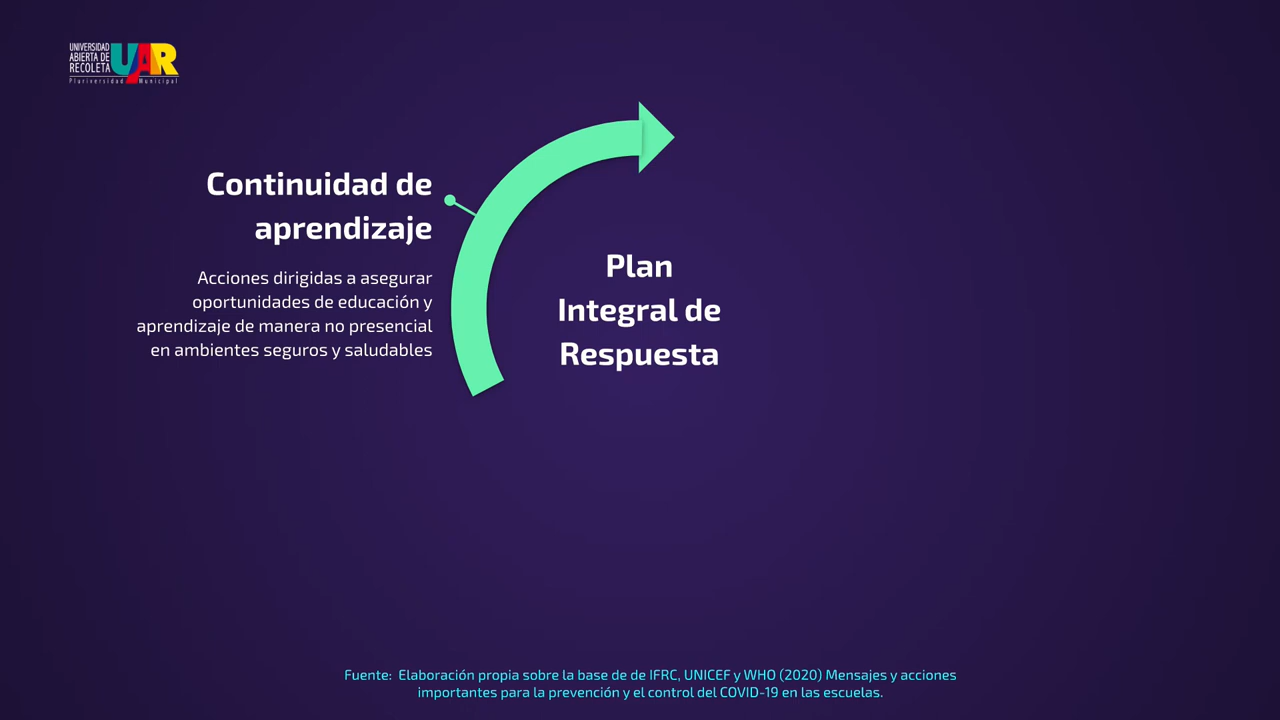 UNIVERSIDAD
ABIERTA DE
RECOLETA
UAR
Pluriversidad Municipal
Continuidad de
aprendizaje
Acciones dirigidas a asegurar
oportunidades de educación y
aprendizaje de manera no presencial
en ambientes seguros y saludables
Plan
Integral de
Respuesta
Fuente: Elaboración propia sobre la base de de IFRC, UNICEF y WHO (2020) Mensajes y acciones
importantes para la prevención y el control del COVID-19 en las escuelas.